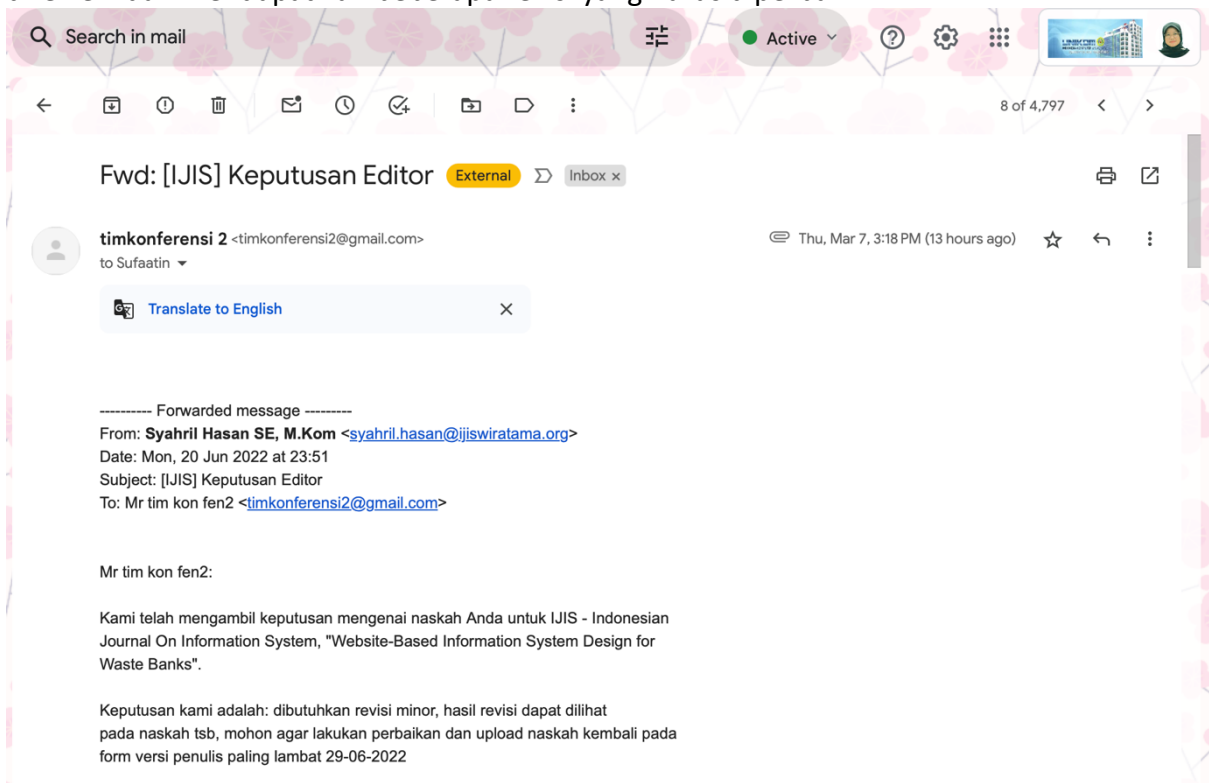 Search in mail
Active
8 of 4,797
Fwd: [IJIS] Keputusan Editor External Inbox x
timkonferensi 2 <timkonferensi2@gmail.com>
Thu, Mar 7, 3:18 PM (13 hours ago)
to Sufaatin
Translate to English
---------- Forwarded message ---------
From: Syahril Hasan SE, M.Kom <syahril.hasan@ijiswiratama.org>
Date: Mon, 20 Jun 2022 at 23:51
Subject: [IJIS] Keputusan Editor
To: Mr tim kon fen2 <timkonferensi2@gmail.com>
Mr tim kon fen2:
Kami telah mengambil keputusan mengenai naskah Anda untuk IJIS - Indonesian
Journal On Information System, "Website-Based Information System Design for
Waste Banks".
Keputusan kami adalah: dibutuhkan revisi minor, hasil revisi dapat dilihat
pada naskah tsb, mohon agar lakukan perbaikan dan upload naskah kembali pada
form versi penulis paling lambat 29-06-2022